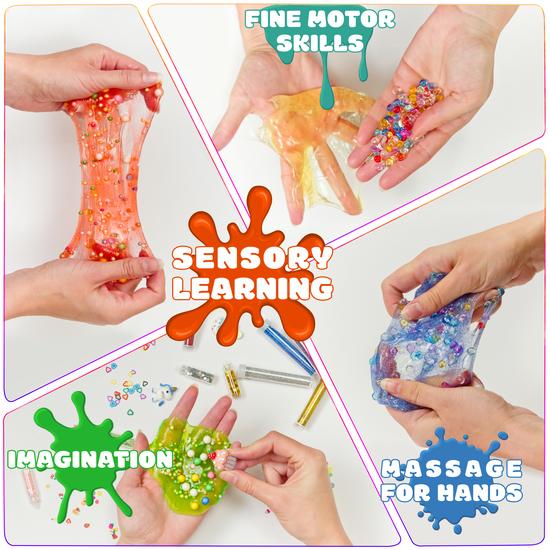 FINE MOTOR
SKILLS
SENSORY
LEARNING
IMAGINATION
MASSAGE
FOR HANDS